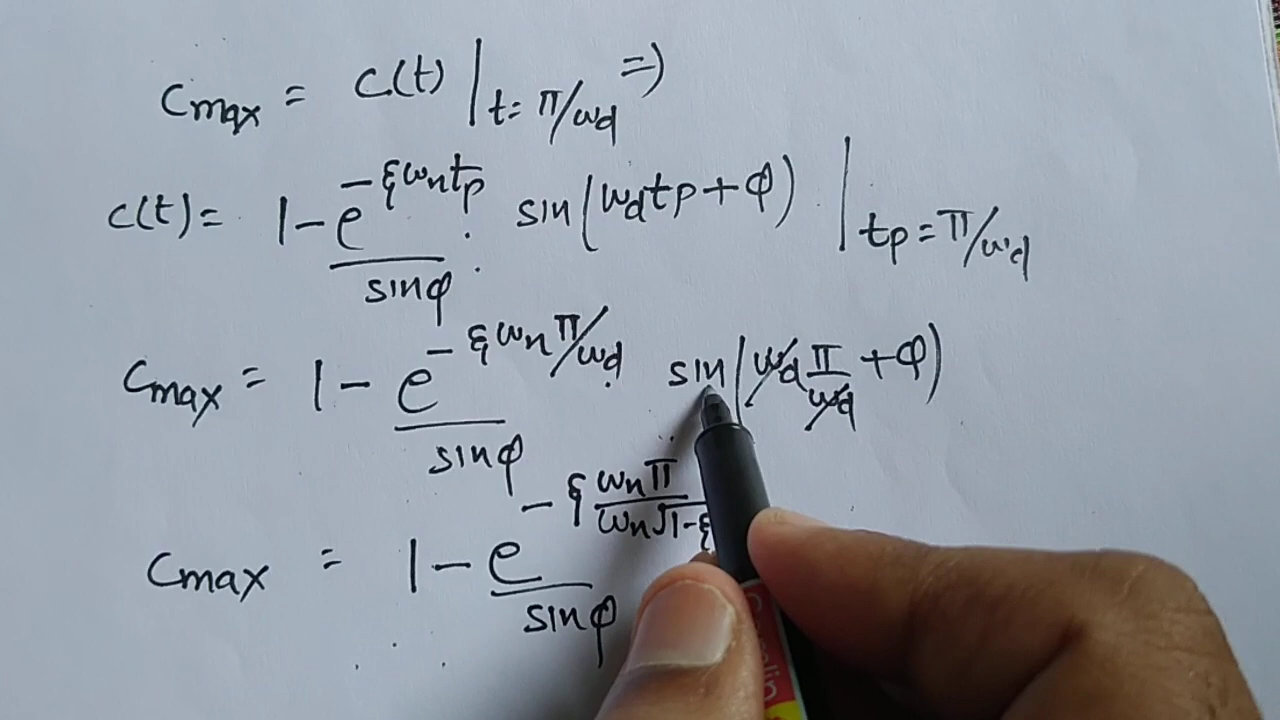 Cmax = c(t) | t = π/ωd ⇒
c(t) = 1 - e^(-ξωntp) / sinφ . sin(ωdtp + φ) | tp = π/ωd
Cmax = 1 - e^(-ξωnπ/ωd) / sinφ . sin(ωd π/ωd + φ)
Cmax = 1 - e^(-ξ ωnπ / ωn√1-ξ) / sinφ